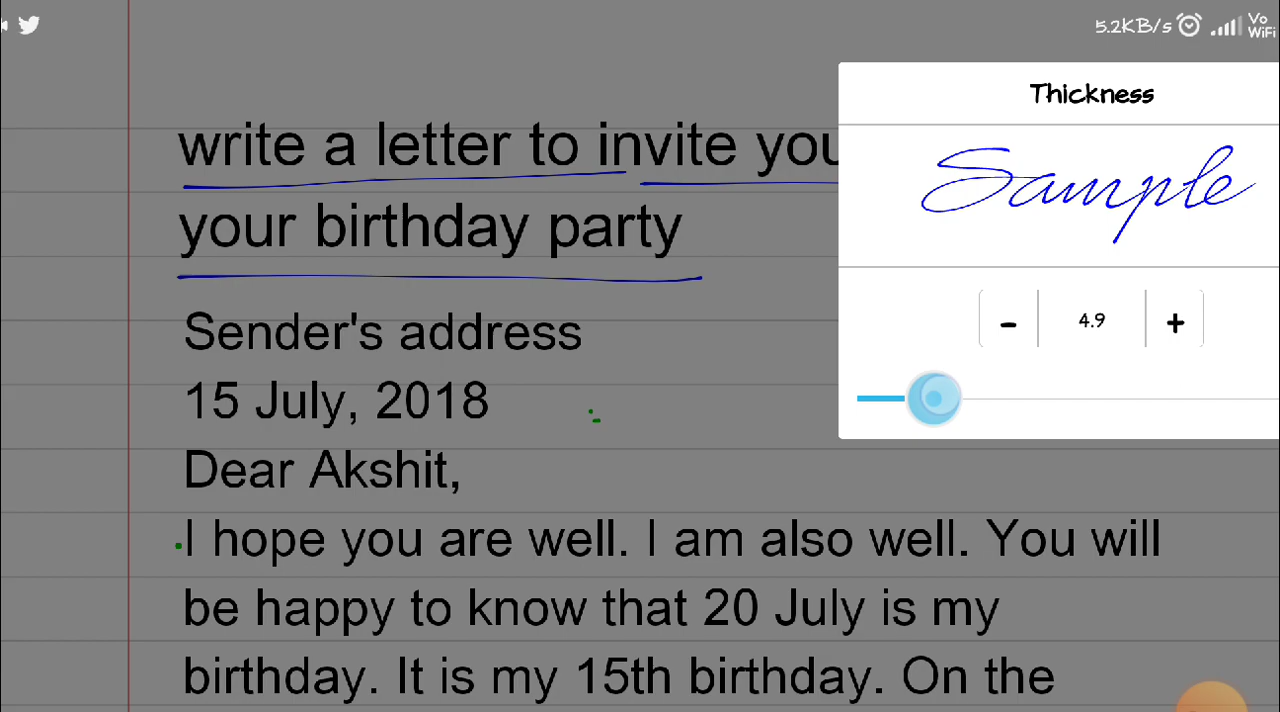 5.2KB/s Vo WiFi
Thickness
Sample
- 4.9 +
write a letter to invite you
your birthday party
Sender's address
15 July, 2018
Dear Akshit,
I hope you are well. I am also well. You will
be happy to know that 20 July is my
birthday. It is my 15th birthday. On the